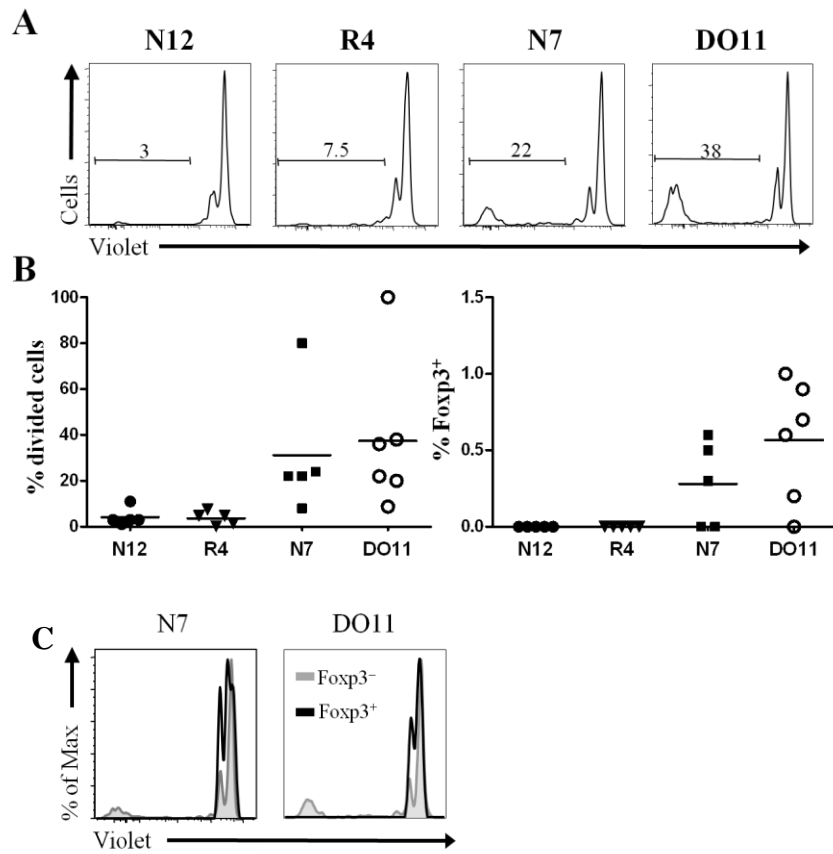 A
N12 R4 N7 DO11
Cells
3 7.5 22 38
Violet
B
% divided cells
100
80
60
40
20
0
N12 R4 N7 DO11
% Foxp3⁺
1.5
1.0
0.5
0.0
N12 R4 N7 DO11
C
N7 DO11
% of Max
Foxp3⁻
Foxp3⁺
Violet